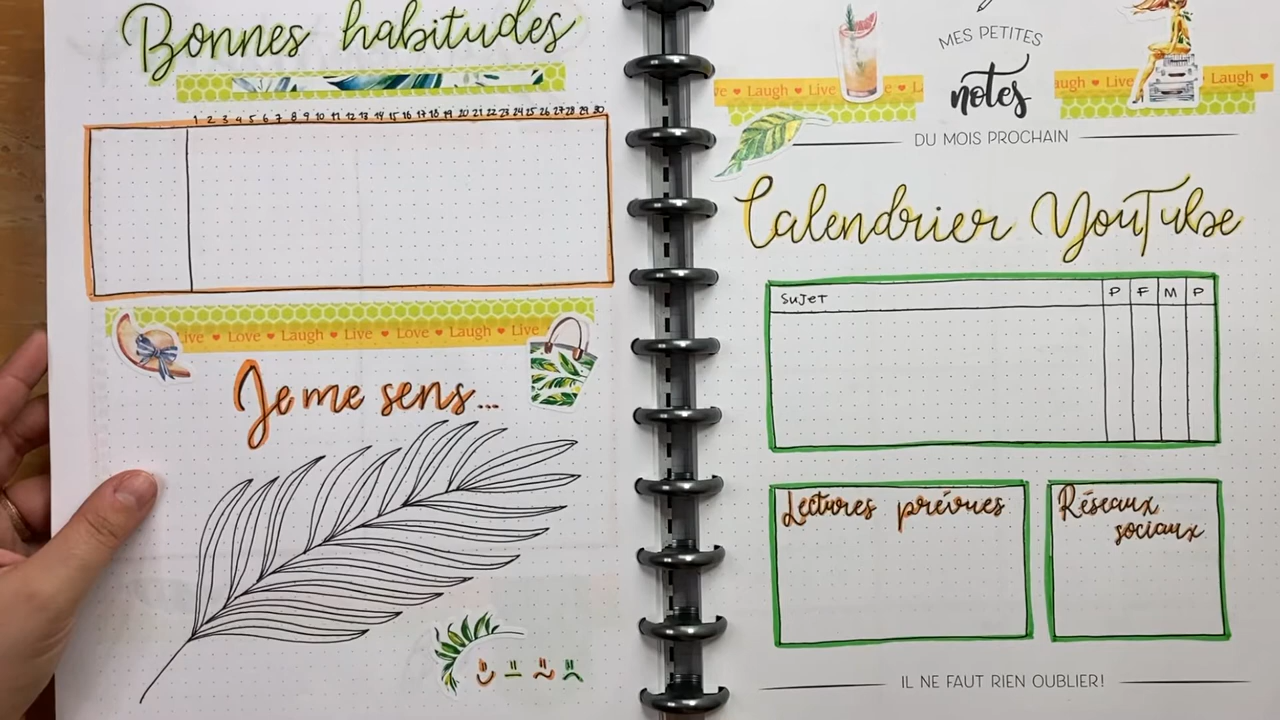 Bonnes habitudes
1 2 3 4 5 6 7 8 9 10 11 12 13 14 15 16 17 18 19 20 21 22 23 24 25 26 27 28 29 30
Live ♥ Love ♥ Laugh ♥ Live ♥ Love ♥ Laugh ♥ Live
Je me sens...
MES PETITES
notes
Laugh ♥ Live
Laugh ♥ Live ♥ Laugh ♥
DU MOIS PROCHAIN
Calendrier YouTube
Sujet P F M P
Lectures prévues
Réseaux
sociaux
IL NE FAUT RIEN OUBLIER!